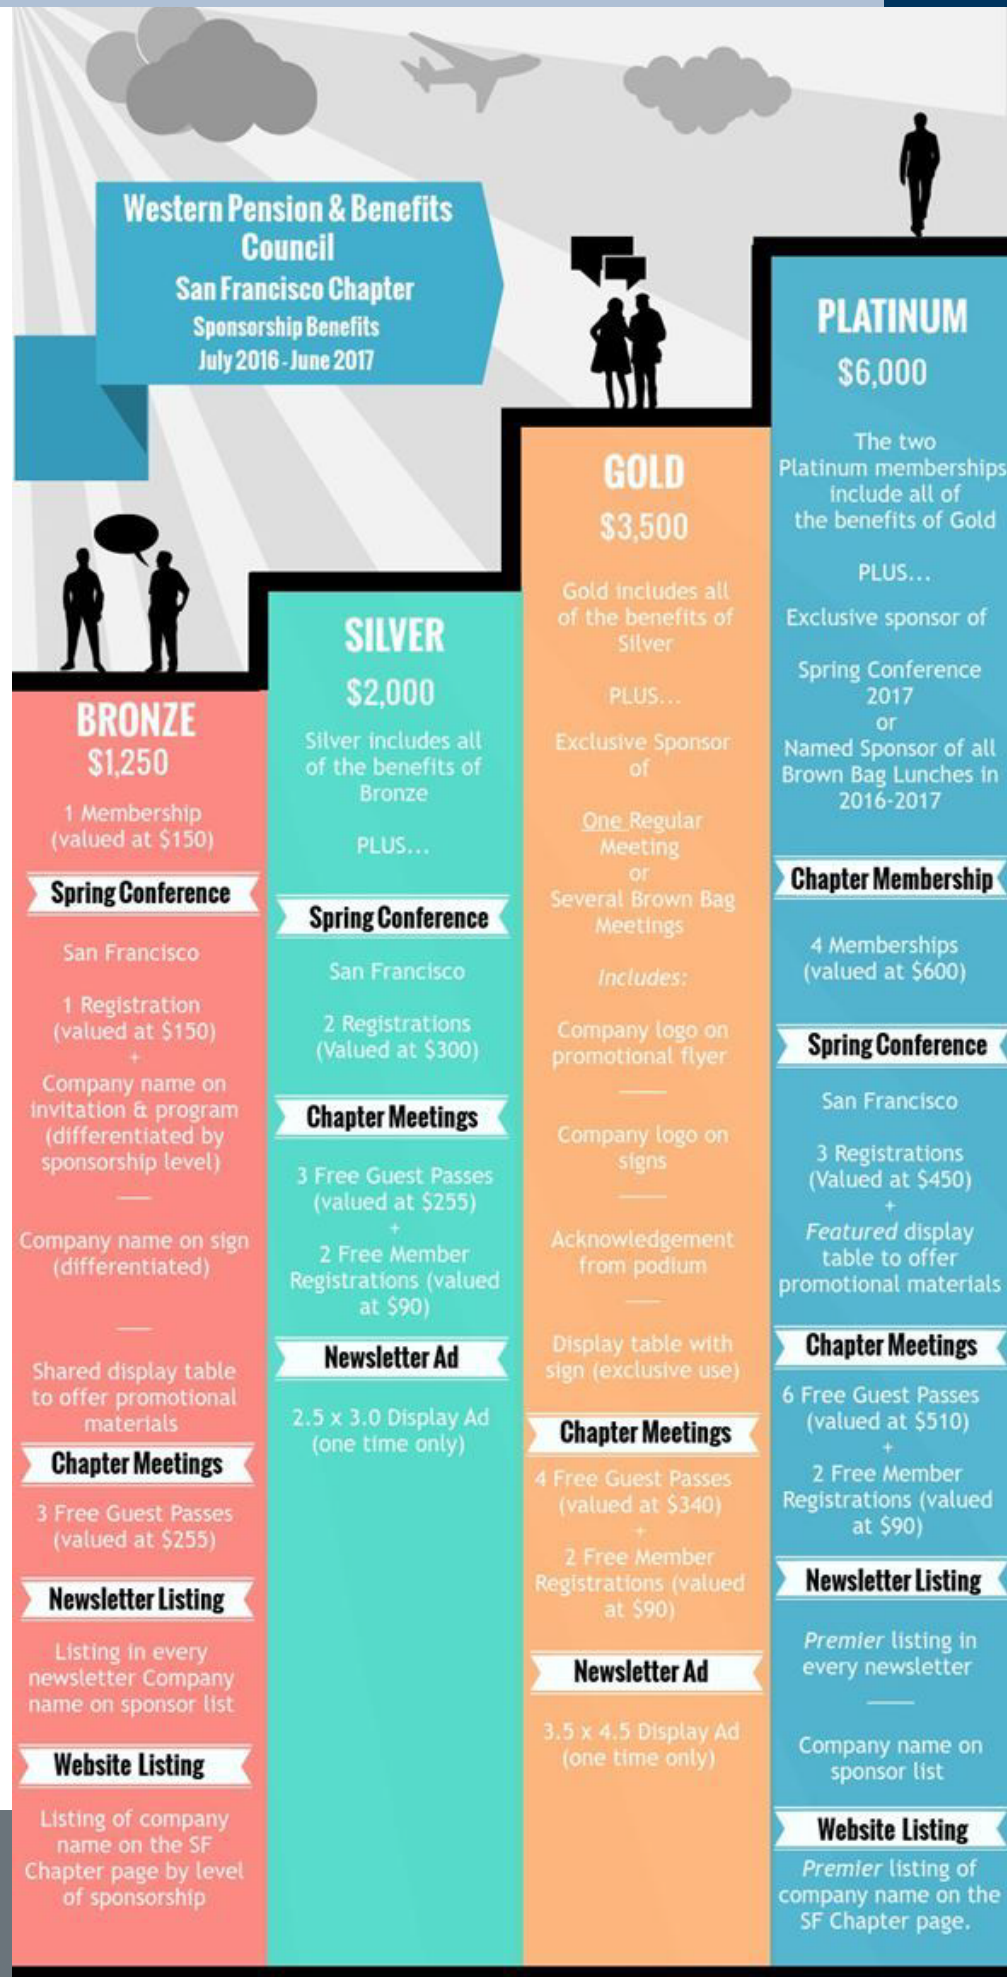 Western Pension & Benefits
Council
San Francisco Chapter
Sponsorship Benefits
July 2016 - June 2017
BRONZE
$1,250
1 Membership
(valued at $150)
Spring Conference
San Francisco
1 Registration
(valued at $150)
+
Company name on
invitation & program
(differentiated by
sponsorship level)
Company name on sign
(differentiated)
Shared display table
to offer promotional
materials
Chapter Meetings
3 Free Guest Passes
(valued at $255)
Newsletter Listing
Listing in every
newsletter Company
name on sponsor list
Website Listing
Listing of company
name on the SF
Chapter page by level
of sponsorship
SILVER
$2,000
Silver includes all
of the benefits of
Bronze
PLUS...
Spring Conference
San Francisco
2 Registrations
(Valued at $300)
Chapter Meetings
3 Free Guest Passes
(valued at $255)
+
2 Free Member
Registrations (valued
at $90)
Newsletter Ad
2.5 x 3.0 Display Ad
(one time only)
GOLD
$3,500
Gold includes all
of the benefits of
Silver
PLUS...
Exclusive Sponsor
of
One Regular
Meeting
or
Several Brown Bag
Meetings
Includes:
Company logo on
promotional flyer
Company logo on
signs
Acknowledgement
from podium
Display table with
sign (exclusive use)
Chapter Meetings
4 Free Guest Passes
(valued at $340)
+
2 Free Member
Registrations (valued
at $90)
Newsletter Ad
3.5 x 4.5 Display Ad
(one time only)
PLATINUM
$6,000
The two
Platinum memberships
include all of
the benefits of Gold
PLUS...
Exclusive sponsor of
Spring Conference
2017
or
Named Sponsor of all
Brown Bag Lunches in
2016-2017
Chapter Membership
4 Memberships
(valued at $600)
Spring Conference
San Francisco
3 Registrations
(Valued at $450)
+
Featured display
table to offer
promotional materials
Chapter Meetings
6 Free Guest Passes
(valued at $510)
+
2 Free Member
Registrations (valued
at $90)
Newsletter Listing
Premier listing in
every newsletter
Company name on
sponsor list
Website Listing
Premier listing of
company name on the
SF Chapter page.